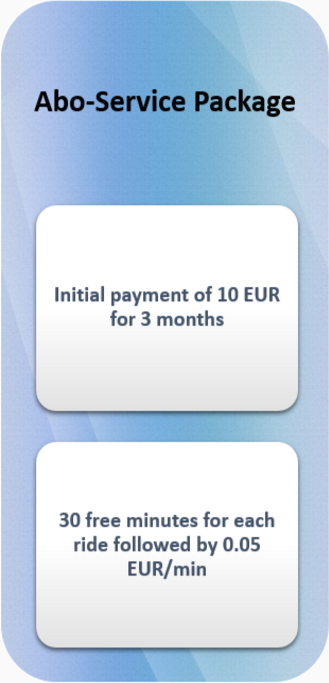 Abo-Service Package
Initial payment of 10 EUR
for 3 months
30 free minutes for each
ride followed by 0.05
EUR/min